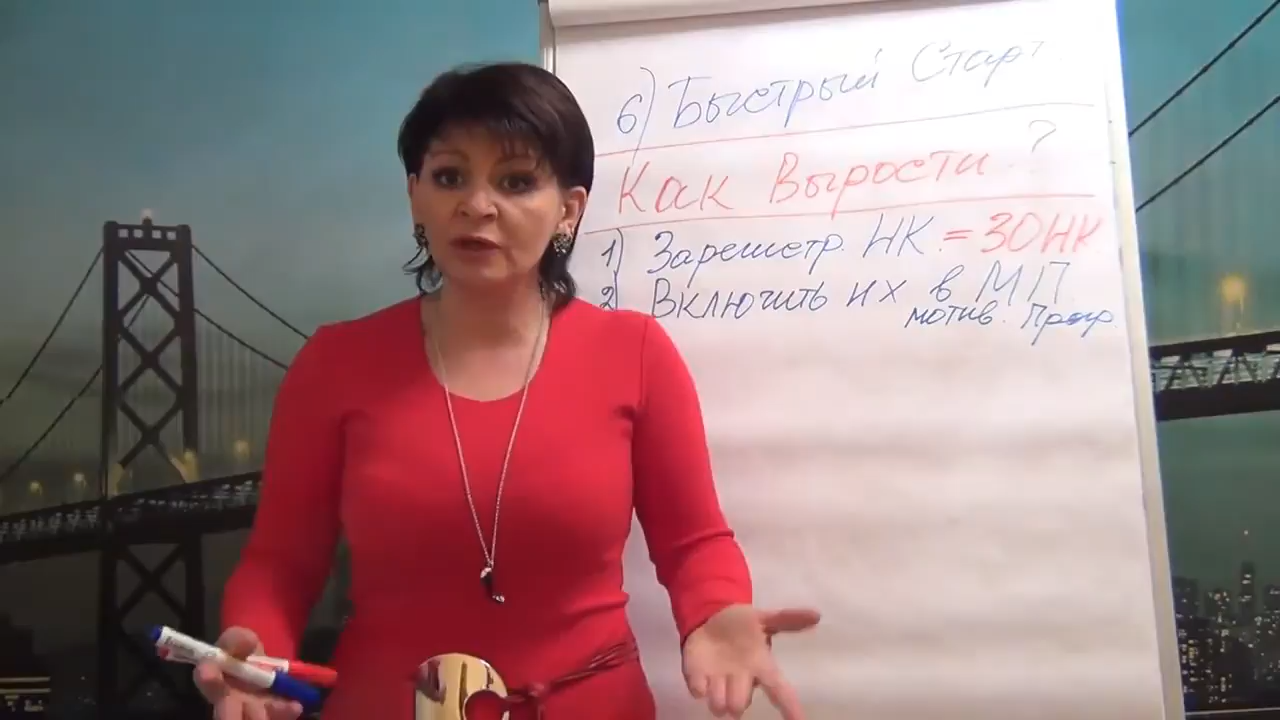 6) Быстрый Старт
Как Вырости?
1) Зарегистр. НК = 30НК
2) Включить их в МП
мотив. Прогр.